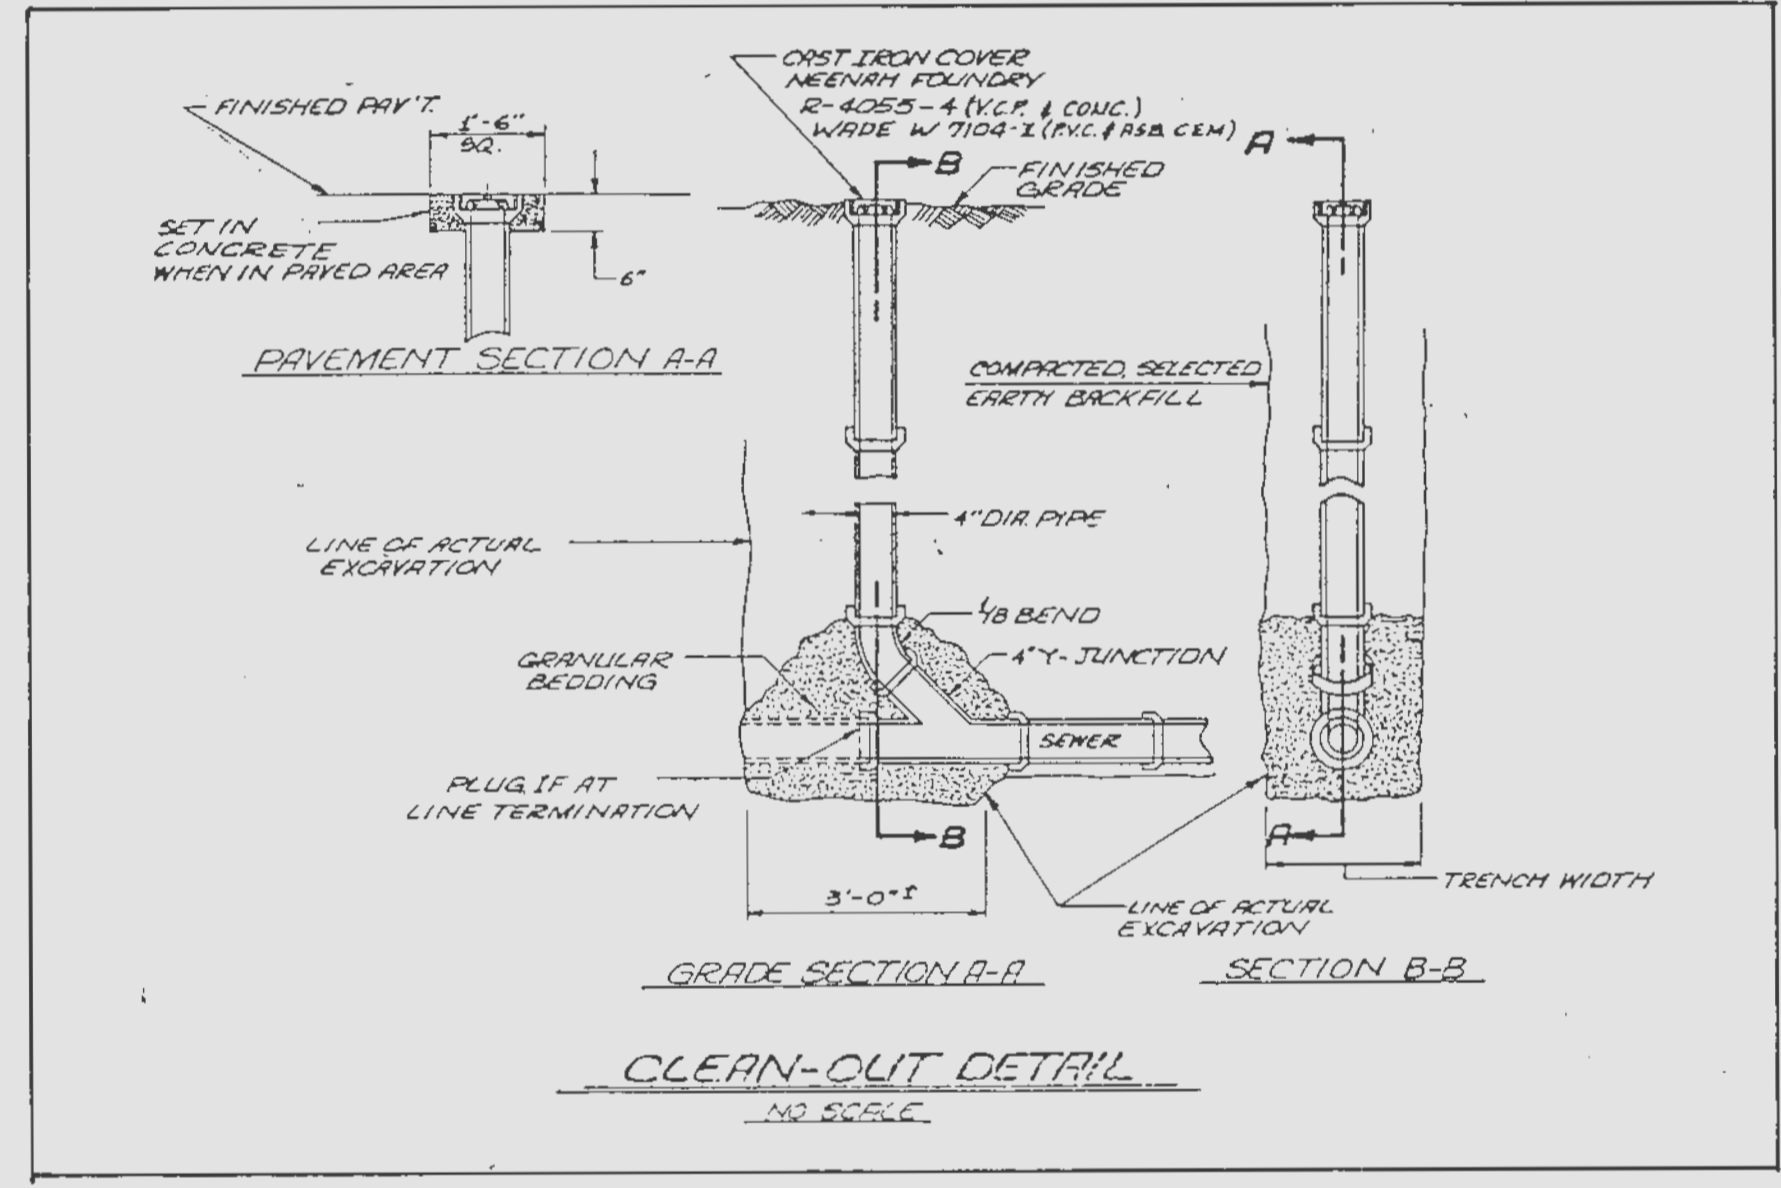 FINISHED PAV'T.
1'-6"
SQ.
SET IN
CONCRETE
WHEN IN PAVED AREA
6"
PAVEMENT SECTION A-A
CAST IRON COVER
NEENAH FOUNDRY
R-4055-4 (V.C.P. & CONC.)
WADE W 7104-I (P.V.C. & ASB CEM)
B
FINISHED
GRADE
A
COMPACTED, SELECTED
EARTH BACKFILL
4" DIA. PIPE
LINE OF ACTUAL
EXCAVATION
1/8 BEND
4" Y-JUNCTION
GRANULAR
BEDDING
SEWER
PLUG IF AT
LINE TERMINATION
B
A
3'-0" ±
TRENCH WIDTH
LINE OF ACTUAL
EXCAVATION
GRADE SECTION A-A
SECTION B-B
CLEAN-OUT DETAIL
NO SCALE